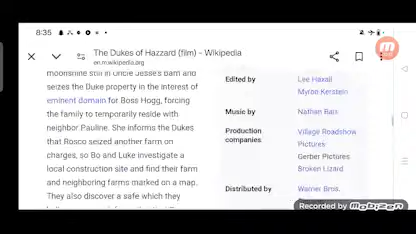 8:35
The Dukes of Hazzard (film) – Wikipedia
en.m.wikipedia.org
moonshine still in Uncle Jesse's barn and
seizes the Duke property in the interest of
eminent domain for Boss Hogg, forcing
the family to temporarily reside with
neighbor Pauline. She informs the Dukes
that Rosco seized another farm on
charges, so Bo and Luke investigate a
local construction site and find their farm
and neighboring farms marked on a map.
They also discover a safe which they
Edited by
Lee Haxall
Myron Kerstein
Music by
Nathan Barr
Production
companies
Village Roadshow
Pictures
Gerber Pictures
Broken Lizard
Distributed by
Warner Bros.
Recorded by mobizen